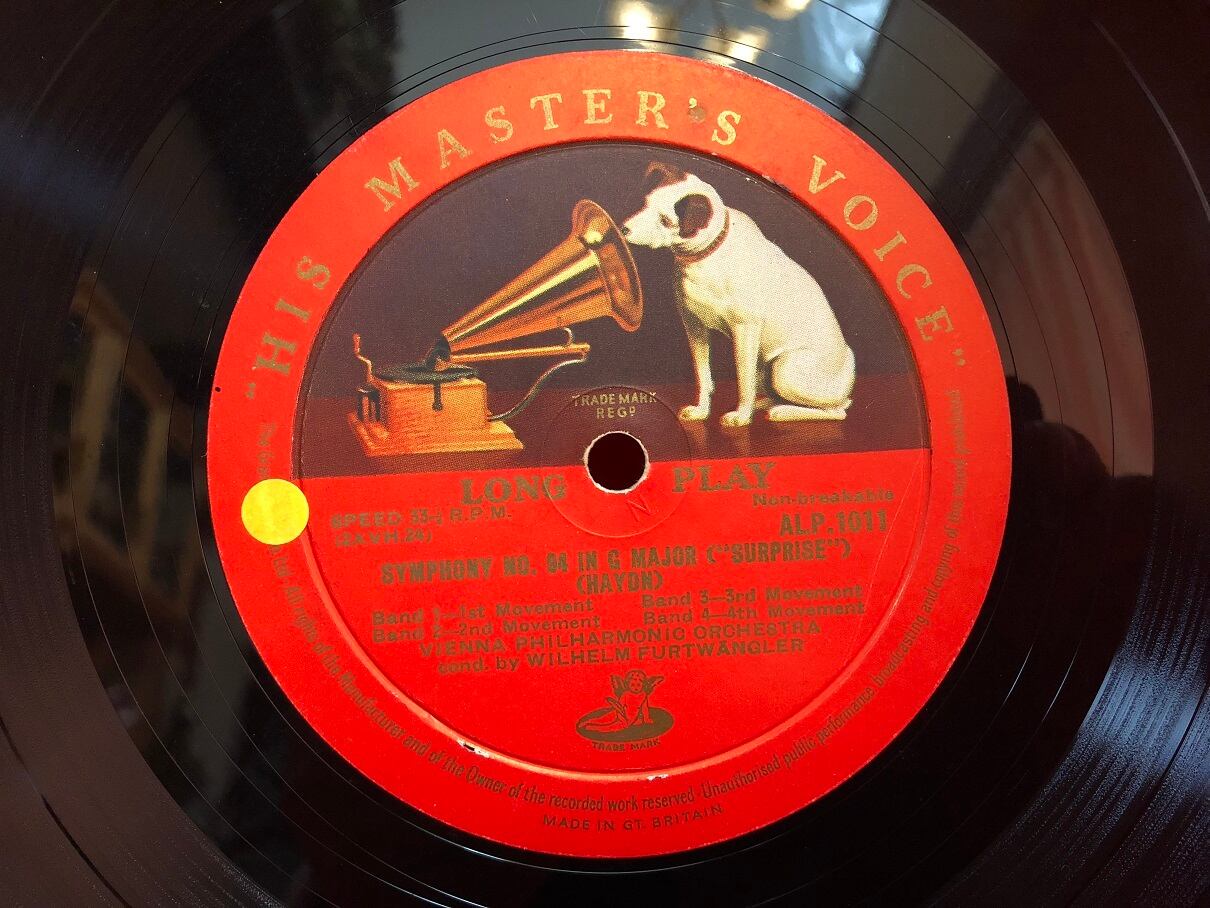 "HIS MASTER'S VOICE"
TRADE MARK
REGD
LONG PLAY
Non-breakable
SPEED 33⅓ R.P.M.
ALP.1011
(2XVH.24)
SYMPHONY NO. 94 IN G MAJOR ("SURPRISE")
(HAYDN)
Band 1—1st Movement Band 3—3rd Movement
Band 2—2nd Movement Band 4—4th Movement
VIENNA PHILHARMONIC ORCHESTRA
cond. by WILHELM FURTWÄNGLER
TRADE MARK
Ltd. All rights of the Manufacturer and of the Owner of the recorded work reserved. Unauthorised public performance, broadcasting and copying of this record prohibited
MADE IN GT. BRITAIN
N